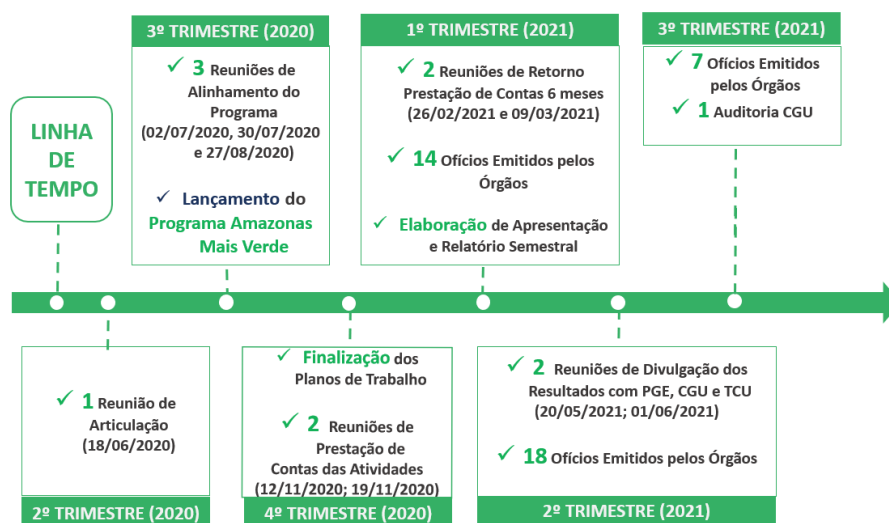 LINHA
DE
TEMPO
3º TRIMESTRE (2020)
✓ 3 Reuniões de
Alinhamento do
Programa
(02/07/2020, 30/07/2020
e 27/08/2020)
✓ Lançamento do
Programa Amazonas
Mais Verde
1º TRIMESTRE (2021)
✓ 2 Reuniões de Retorno
Prestação de Contas 6 meses
(26/02/2021 e 09/03/2021)
✓ 14 Ofícios Emitidos pelos
Órgãos
✓ Elaboração de Apresentação
e Relatório Semestral
3º TRIMESTRE (2021)
✓ 7 Ofícios Emitidos
pelos Órgãos
✓ 1 Auditoria CGU
✓ 1 Reunião de
Articulação
(18/06/2020)
2º TRIMESTRE (2020)
✓ Finalização dos
Planos de Trabalho
✓ 2 Reuniões de
Prestação de
Contas das Atividades
(12/11/2020; 19/11/2020)
4º TRIMESTRE (2020)
✓ 2 Reuniões de Divulgação dos
Resultados com PGE, CGU e TCU
(20/05/2021; 01/06/2021)
✓ 18 Ofícios Emitidos pelos Órgãos
2º TRIMESTRE (2021)